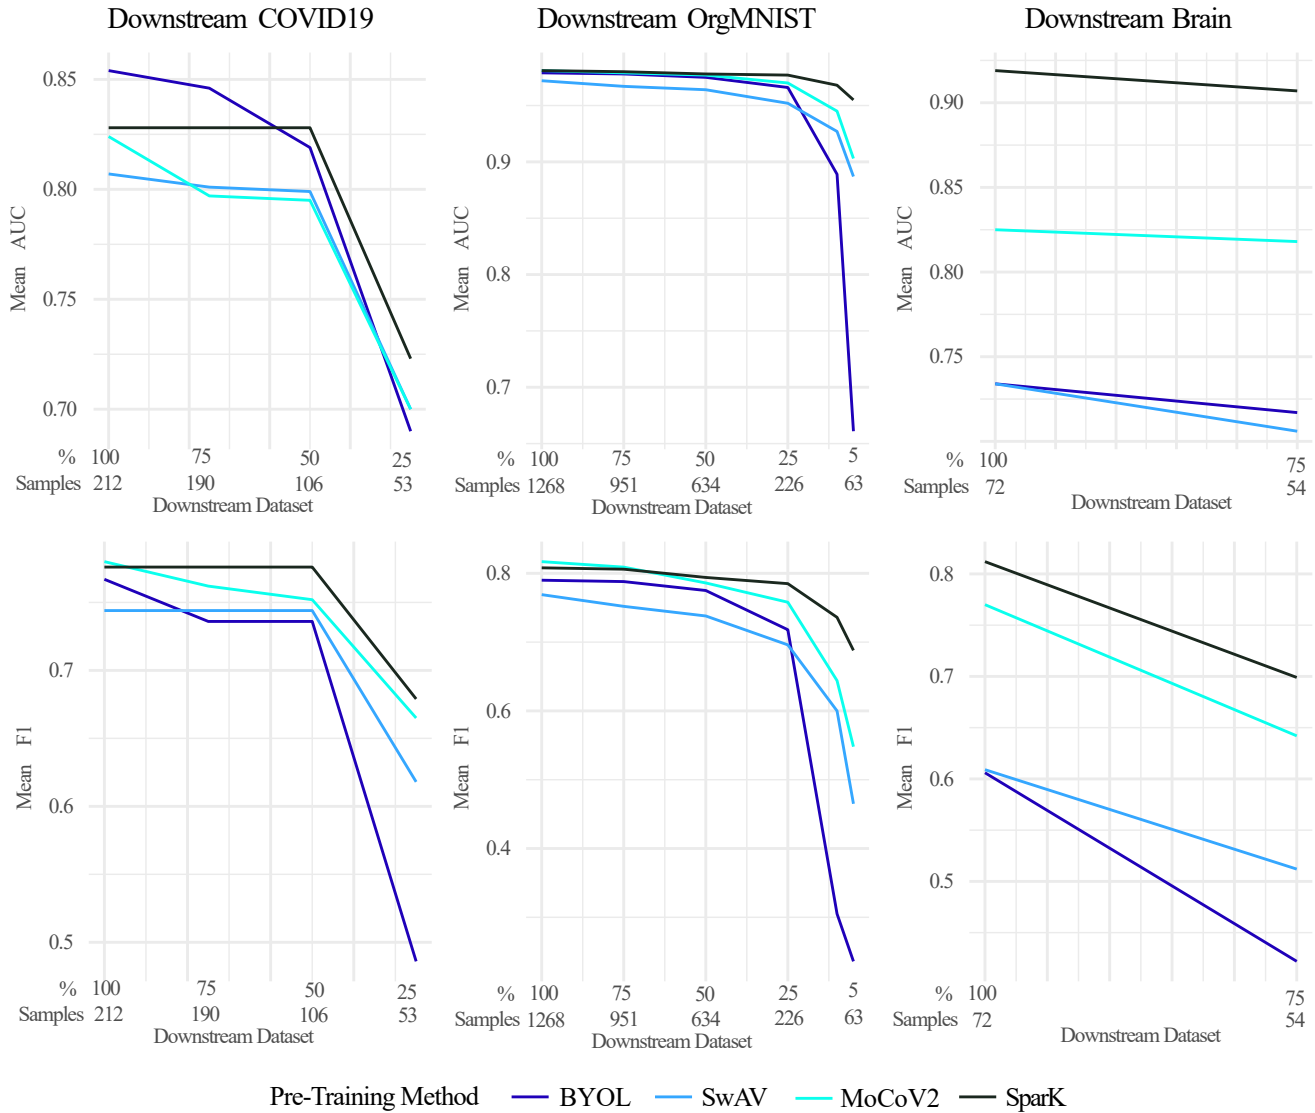 Downstream COVID19 Downstream OrgMNIST Downstream Brain
Mean AUC
0.85
0.80
0.75
0.70
% 100 75 50 25
Samples 212 190 106 53
Downstream Dataset
Mean AUC
0.9
0.8
0.7
% 100 75 50 25 5
Samples 1268 951 634 226 63
Downstream Dataset
Mean AUC
0.90
0.85
0.80
0.75
% 100 75
Samples 72 54
Downstream Dataset
Mean F1
0.7
0.6
0.5
% 100 75 50 25
Samples 212 190 106 53
Downstream Dataset
Mean F1
0.8
0.6
0.4
% 100 75 50 25 5
Samples 1268 951 634 226 63
Downstream Dataset
Mean F1
0.8
0.7
0.6
0.5
% 100 75
Samples 72 54
Downstream Dataset
Pre-Training Method BYOL SwAV MoCoV2 SparK